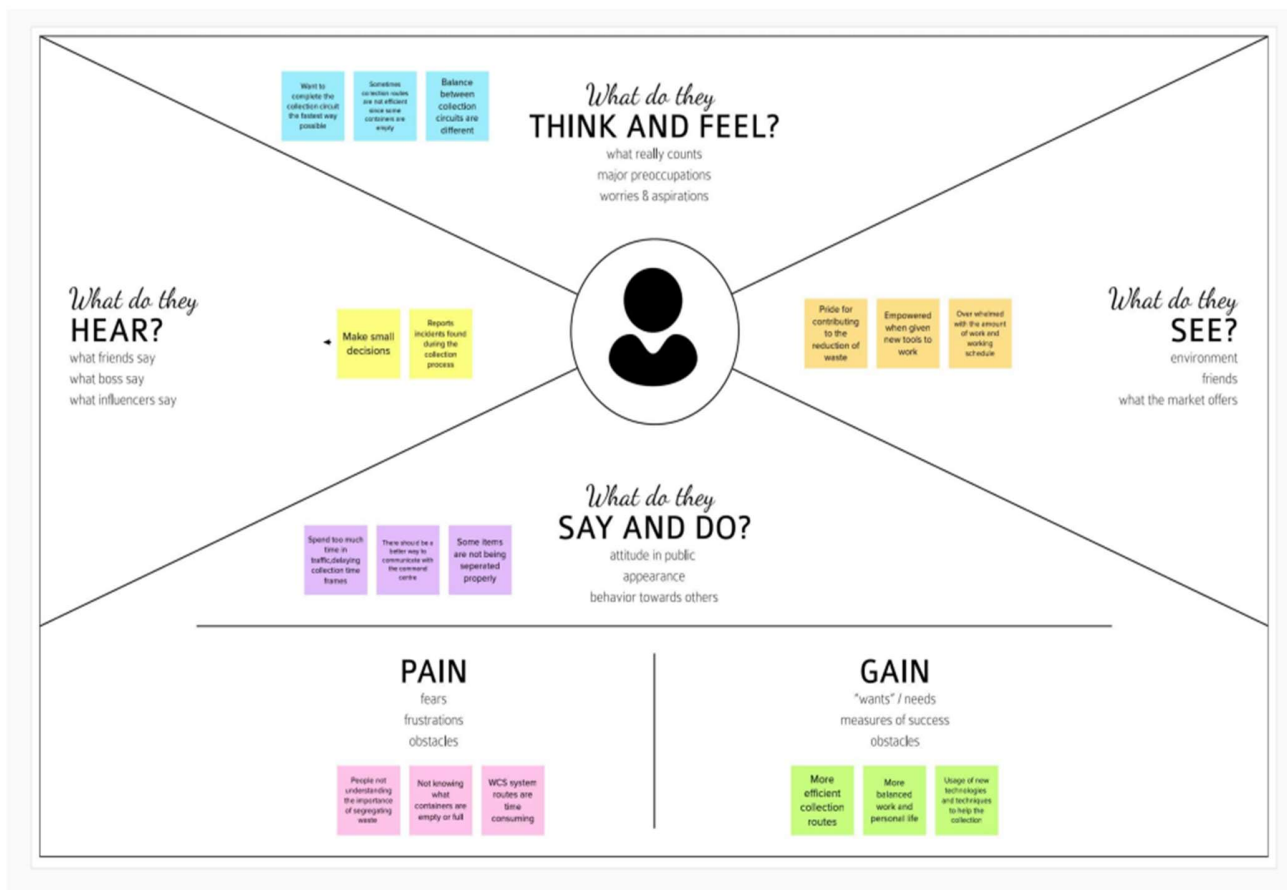 Want to
complete the
collection circuit
the fastest way
possible
Sometimes
collection routes
are not efficient
since some
containers are
empty
Balance
between
collection
circuits are
different
What do they
THINK AND FEEL?
what really counts
major preoccupations
worries & aspirations
What do they
HEAR?
what friends say
what boss say
what influencers say
Make small
decisions
Reports
incidents found
during the
collection
process
Pride for
contributing
to the
reduction of
waste
Empowered
when given
new tools to
work
Over whelmed
with the amount
of work and
working
schedule
What do they
SEE?
environment
friends
what the market offers
What do they
SAY AND DO?
attitude in public
appearance
behavior towards others
Spend too much
time in
traffic,delaying
collection time
frames
There should be a
better way to
communicate with
the command
centre
Some items
are not being
seperated
properly
PAIN
fears
frustrations
obstacles
People not
understanding
the importance
of segregating
waste
Not knowing
what
containers are
empty or full
WCS system
routes are
time
consuming
GAIN
"wants" / needs
measures of success
obstacles
More
efficient
collection
routes
More
balanced
work and
personal life
Usage of new
technologies
and techniques
to help the
collection